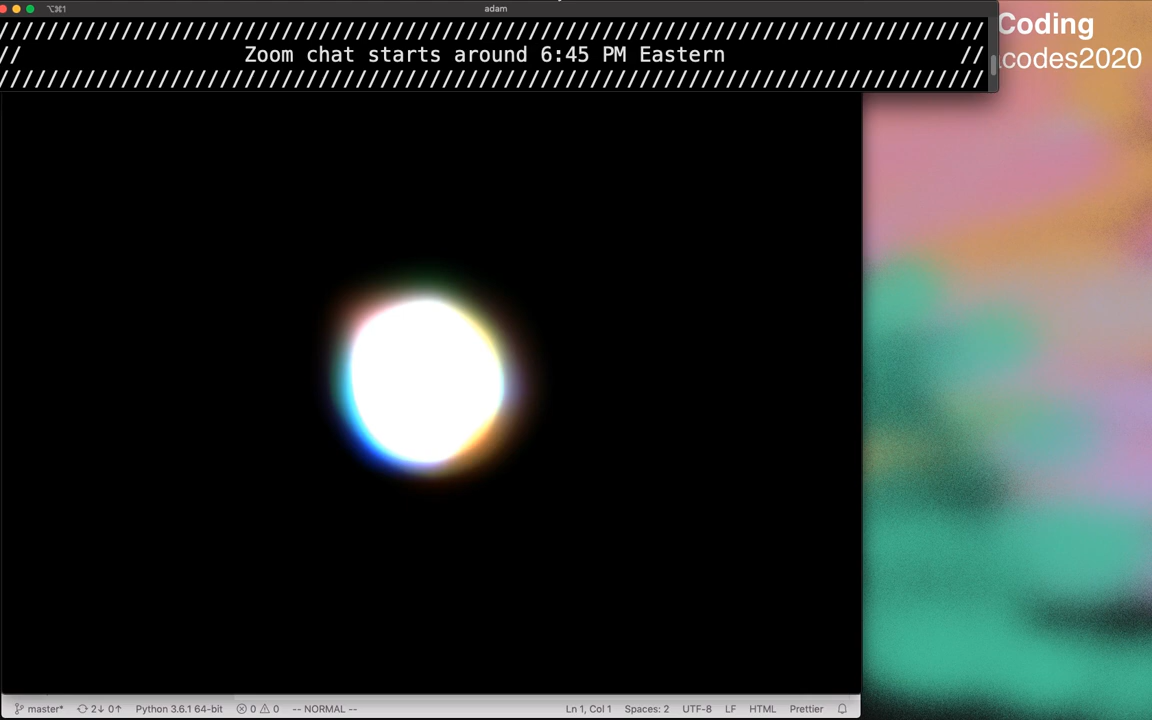 ⌥⌘1
adam
////////////////////////////////////////////////////////////////////////////////
// Zoom chat starts around 6:45 PM Eastern //
////////////////////////////////////////////////////////////////////////////////
Coding
.codes2020
master* 2↓ 0↑ Python 3.6.1 64-bit 0 0 -- NORMAL -- Ln 1, Col 1 Spaces: 2 UTF-8 LF HTML Prettier